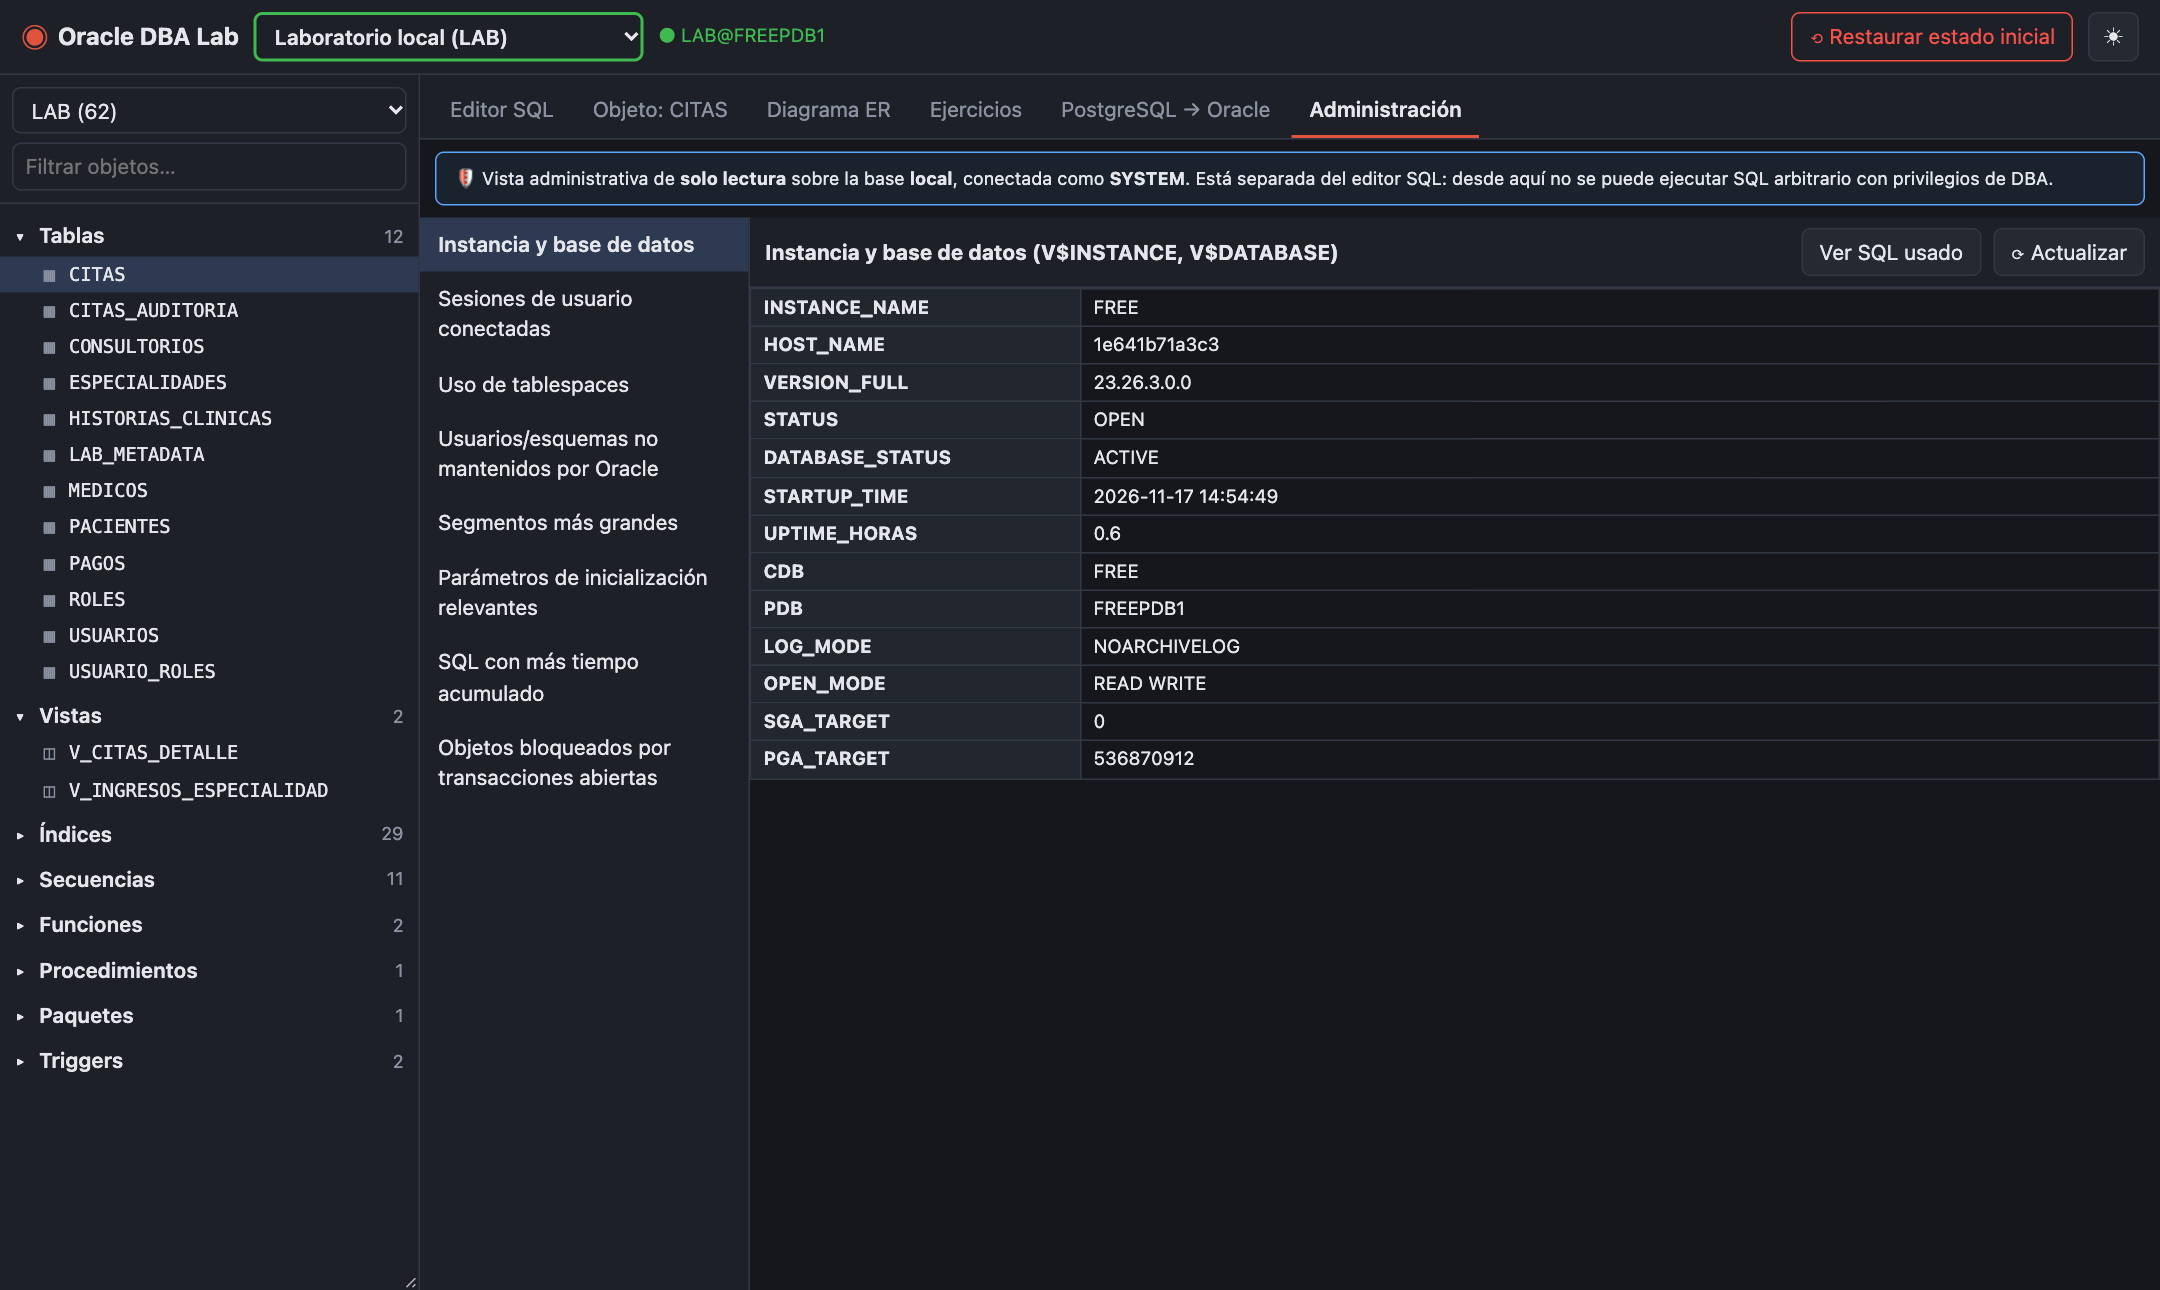 Oracle DBA Lab
Laboratorio local (LAB)
LAB@FREEPDB1
Restaurar estado inicial
LAB (62)
Filtrar objetos...
Tablas 12
CITAS
CITAS_AUDITORIA
CONSULTORIOS
ESPECIALIDADES
HISTORIAS_CLINICAS
LAB_METADATA
MEDICOS
PACIENTES
PAGOS
ROLES
USUARIOS
USUARIO_ROLES
Vistas 2
V_CITAS_DETALLE
V_INGRESOS_ESPECIALIDAD
Índices 29
Secuencias 11
Funciones 2
Procedimientos 1
Paquetes 1
Triggers 2
Editor SQL Objeto: CITAS Diagrama ER Ejercicios PostgreSQL → Oracle Administración
Vista administrativa de solo lectura sobre la base local, conectada como SYSTEM. Está separada del editor SQL: desde aquí no se puede ejecutar SQL arbitrario con privilegios de DBA.
Instancia y base de datos
Sesiones de usuario
conectadas
Uso de tablespaces
Usuarios/esquemas no
mantenidos por Oracle
Segmentos más grandes
Parámetros de inicialización
relevantes
SQL con más tiempo
acumulado
Objetos bloqueados por
transacciones abiertas
Instancia y base de datos (V$INSTANCE, V$DATABASE)
Ver SQL usado
⟳ Actualizar
INSTANCE_NAME FREE
HOST_NAME 1e641b71a3c3
VERSION_FULL 23.26.3.0.0
STATUS OPEN
DATABASE_STATUS ACTIVE
STARTUP_TIME 2026-11-17 14:54:49
UPTIME_HORAS 0.6
CDB FREE
PDB FREEPDB1
LOG_MODE NOARCHIVELOG
OPEN_MODE READ WRITE
SGA_TARGET 0
PGA_TARGET 536870912